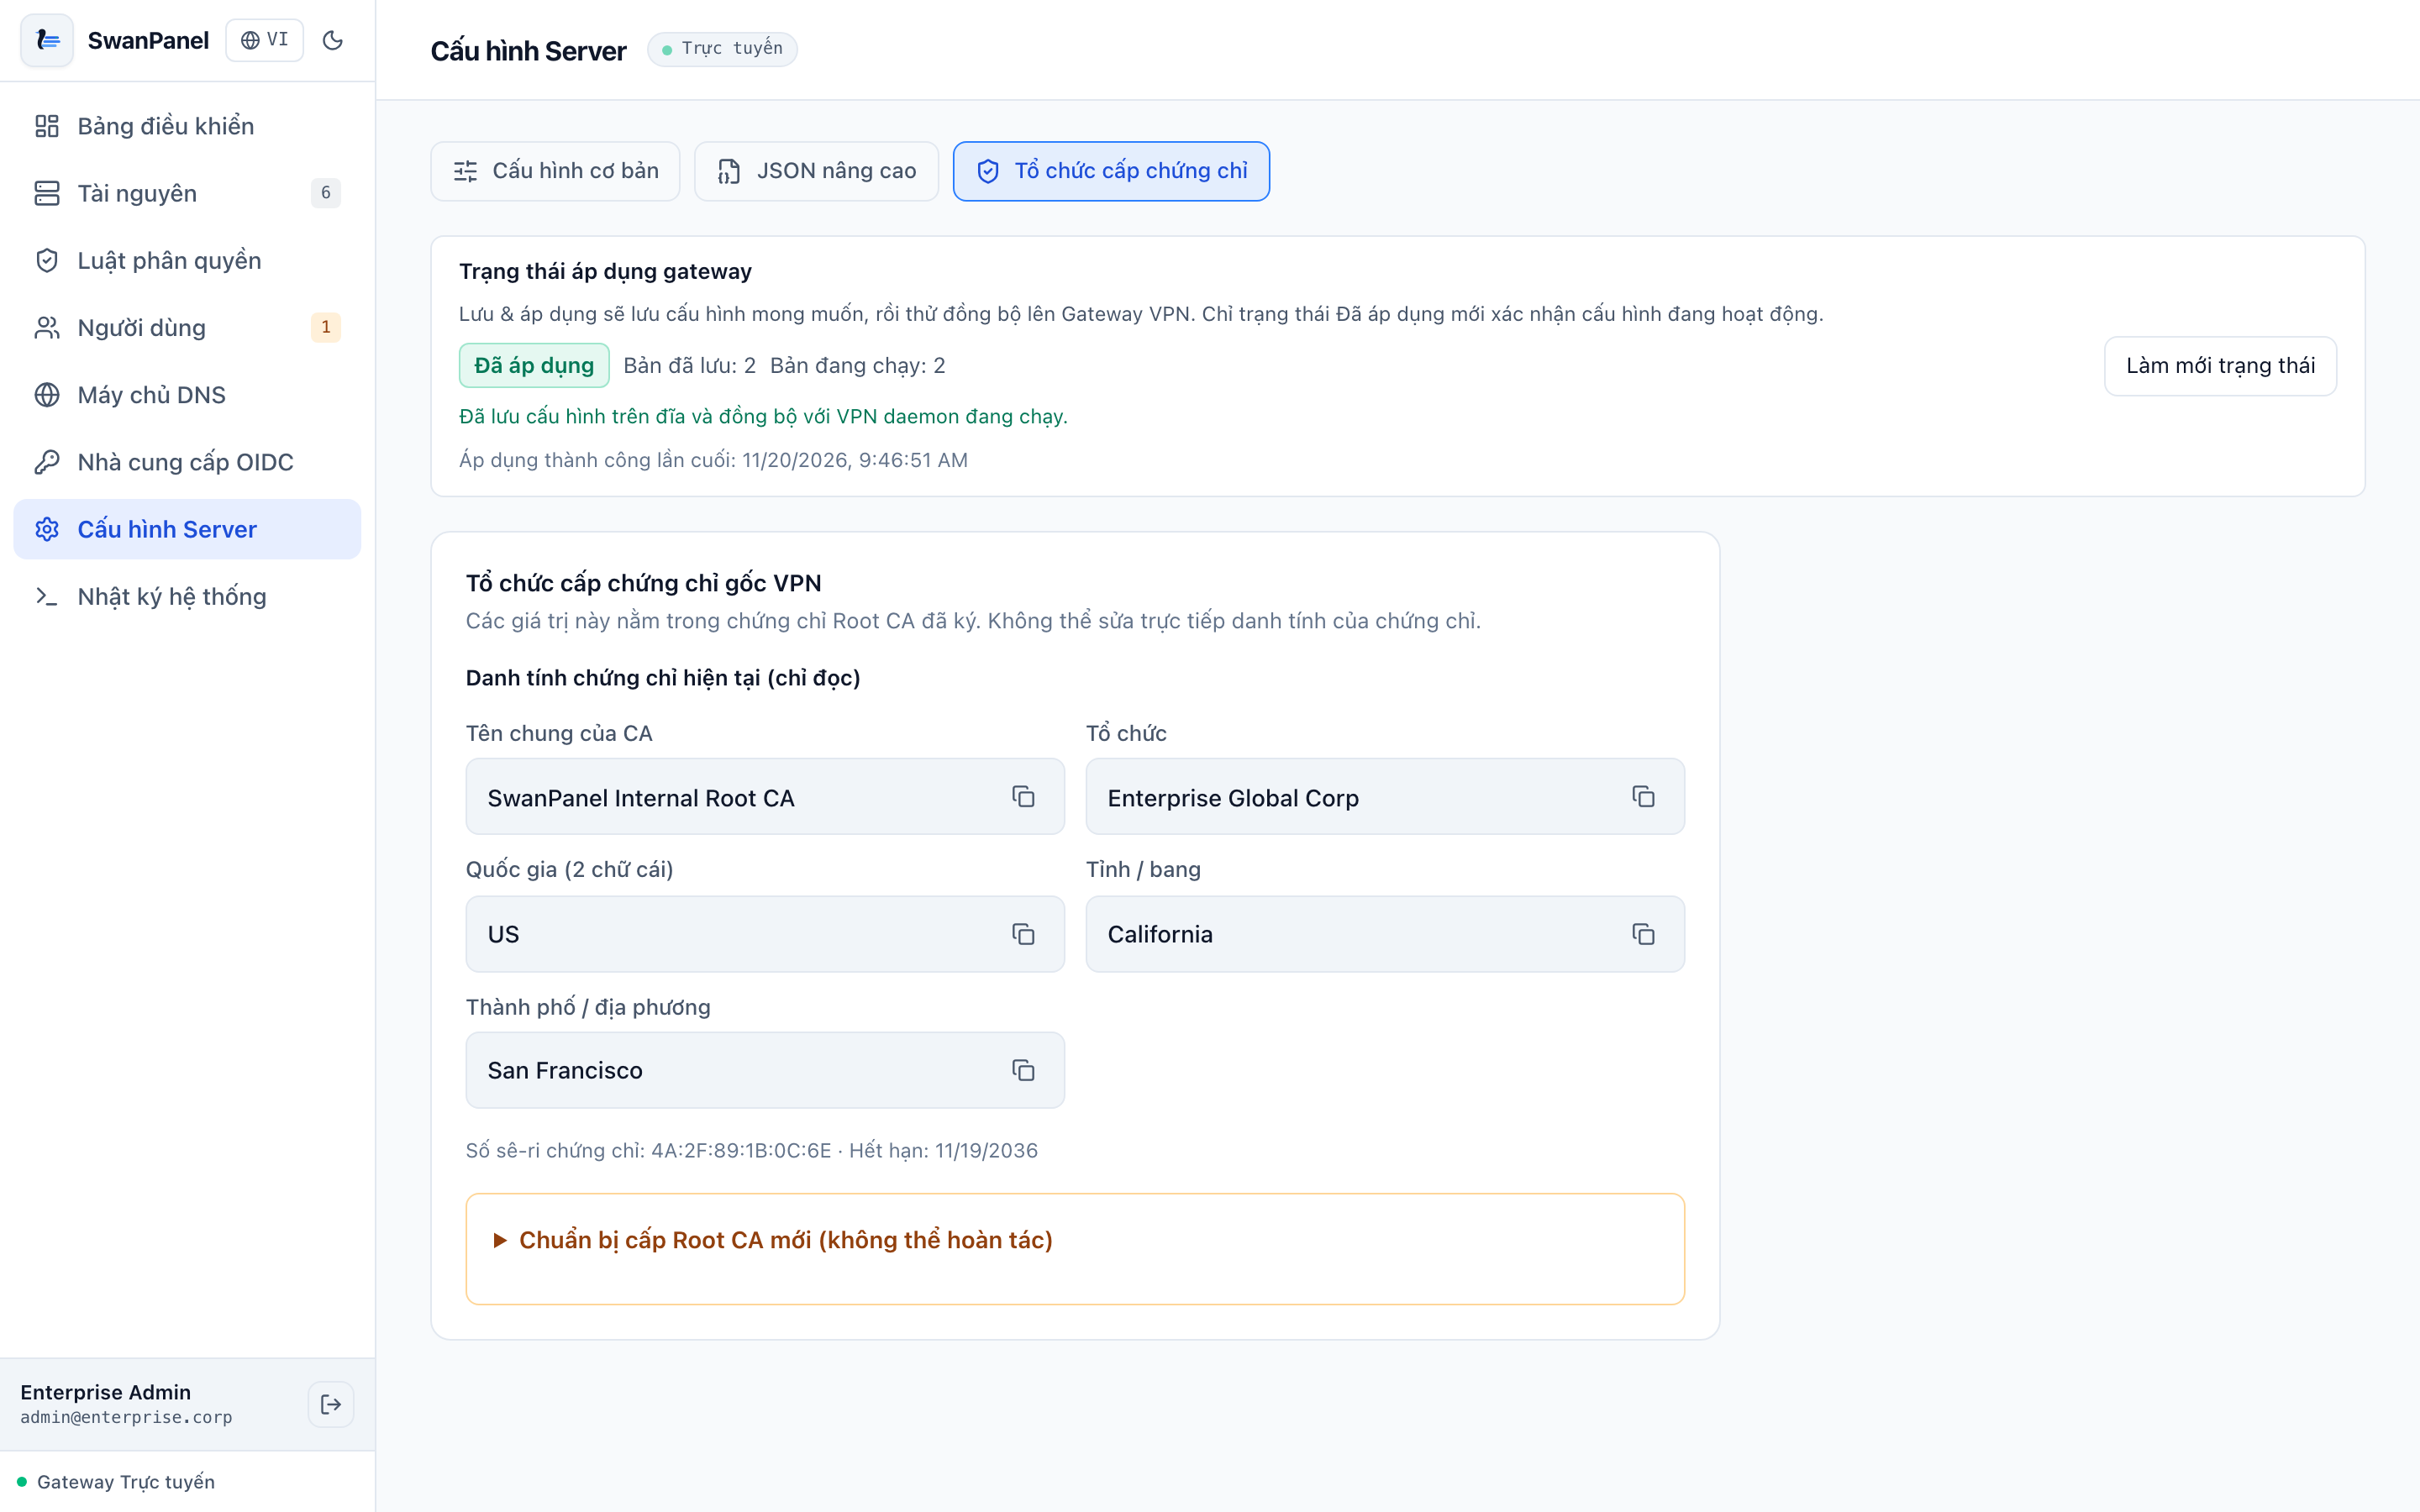 SwanPanel
VI
Bảng điều khiển
Tài nguyên
6
Luật phân quyền
Người dùng
1
Máy chủ DNS
Nhà cung cấp OIDC
Cấu hình Server
Nhật ký hệ thống
Enterprise Admin
admin@enterprise.corp
Gateway Trực tuyến
Cấu hình Server
Trực tuyến
Cấu hình cơ bản
JSON nâng cao
Tổ chức cấp chứng chỉ
Trạng thái áp dụng gateway
Lưu & áp dụng sẽ lưu cấu hình mong muốn, rồi thử đồng bộ lên Gateway VPN. Chỉ trạng thái Đã áp dụng mới xác nhận cấu hình đang hoạt động.
Đã áp dụng Bản đã lưu: 2 Bản đang chạy: 2
Làm mới trạng thái
Đã lưu cấu hình trên đĩa và đồng bộ với VPN daemon đang chạy.
Áp dụng thành công lần cuối: 11/20/2026, 9:46:51 AM
Tổ chức cấp chứng chỉ gốc VPN
Các giá trị này nằm trong chứng chỉ Root CA đã ký. Không thể sửa trực tiếp danh tính của chứng chỉ.
Danh tính chứng chỉ hiện tại (chỉ đọc)
Tên chung của CA
SwanPanel Internal Root CA
Tổ chức
Enterprise Global Corp
Quốc gia (2 chữ cái)
US
Tỉnh / bang
California
Thành phố / địa phương
San Francisco
Số sê-ri chứng chỉ: 4A:2F:89:1B:0C:6E · Hết hạn: 11/19/2036
Chuẩn bị cấp Root CA mới (không thể hoàn tác)